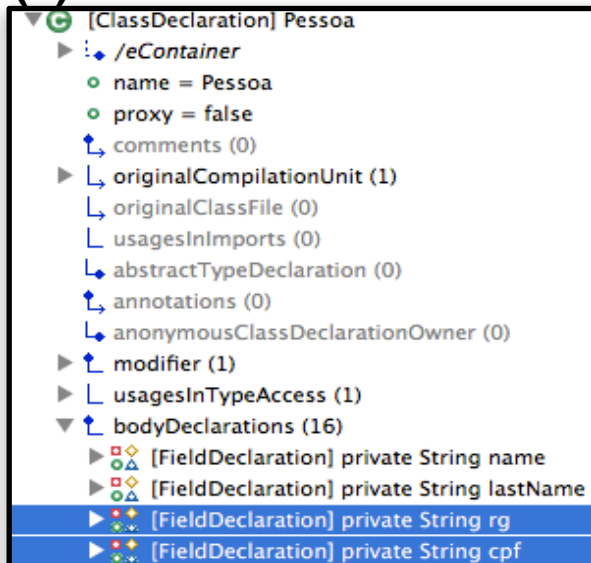 [ClassDeclaration] Pessoa
/eContainer
name = Pessoa
proxy = false
comments (0)
originalCompilationUnit (1)
originalClassFile (0)
usagesInImports (0)
abstractTypeDeclaration (0)
annotations (0)
anonymousClassDeclarationOwner (0)
modifier (1)
usagesInTypeAccess (1)
bodyDeclarations (16)
[FieldDeclaration] private String name
[FieldDeclaration] private String lastName
[FieldDeclaration] private String rg
[FieldDeclaration] private String cpf